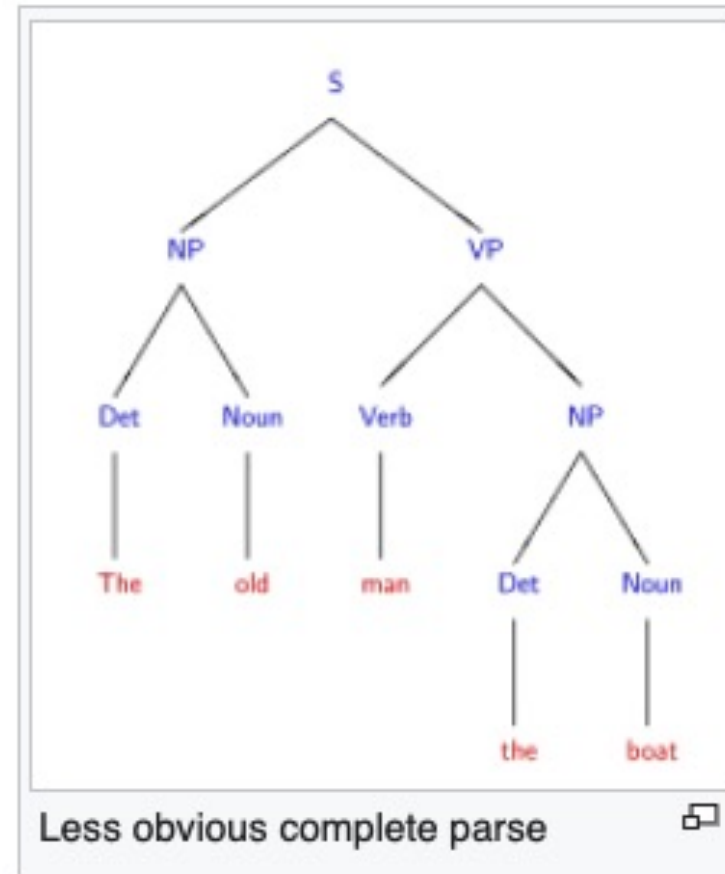 S
NP VP
Det Noun Verb NP
The old man Det Noun
the boat
Less obvious complete parse